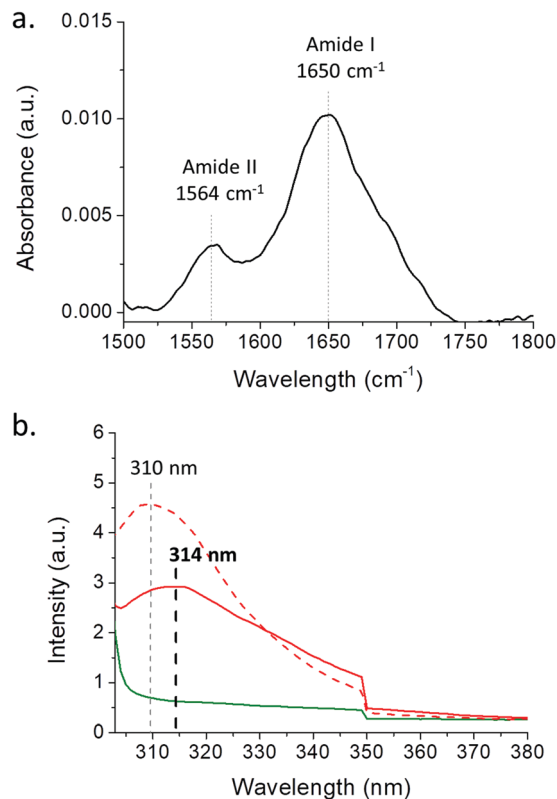 a.
0.015
0.010
0.005
0.000
Absorbance (a.u.)
Amide I
1650 cm⁻¹
Amide II
1564 cm⁻¹
1500 1550 1600 1650 1700 1750 1800
Wavelength (cm⁻¹)
b.
6
5
4
3
2
1
0
Intensity (a.u.)
310 nm
314 nm
310 320 330 340 350 360 370 380
Wavelength (nm)